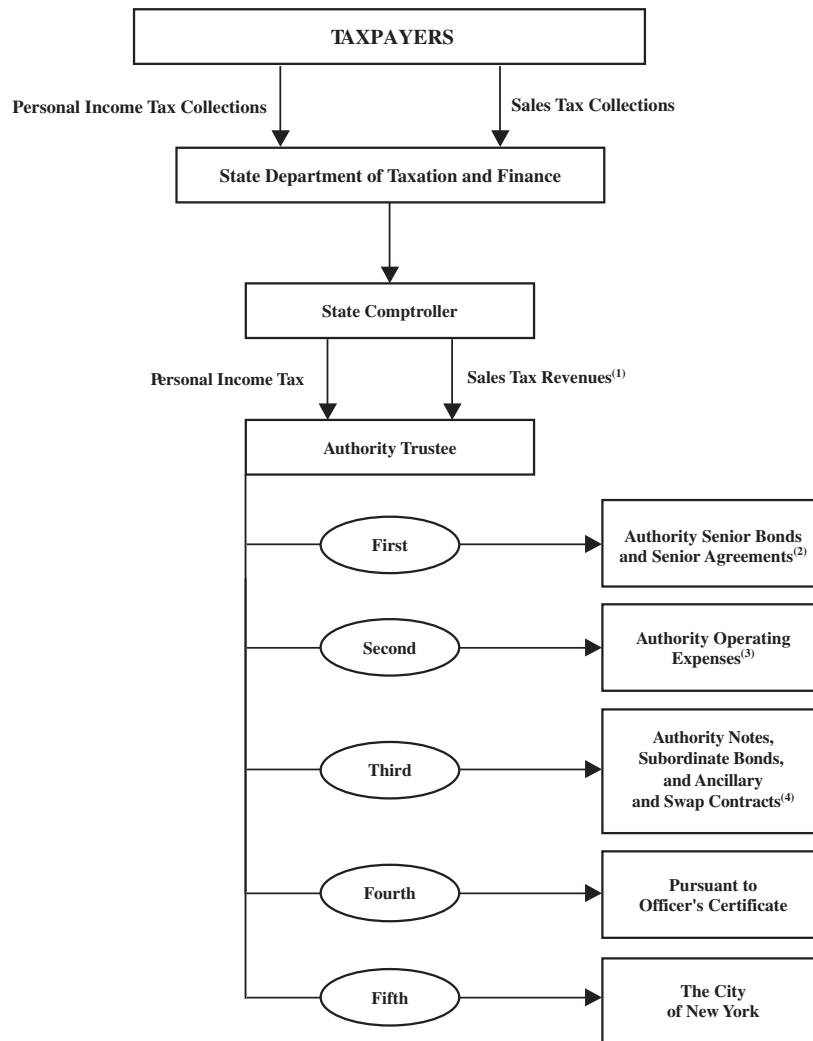 TAXPAYERS
Personal Income Tax Collections
Sales Tax Collections
State Department of Taxation and Finance
State Comptroller
Personal Income Tax
Sales Tax Revenues(1)
Authority Trustee
First
Authority Senior Bonds
and Senior Agreements(2)
Second
Authority Operating
Expenses(3)
Third
Authority Notes,
Subordinate Bonds,
and Ancillary
and Swap Contracts(4)
Fourth
Pursuant to
Officer's Certificate
Fifth
The City
of New York